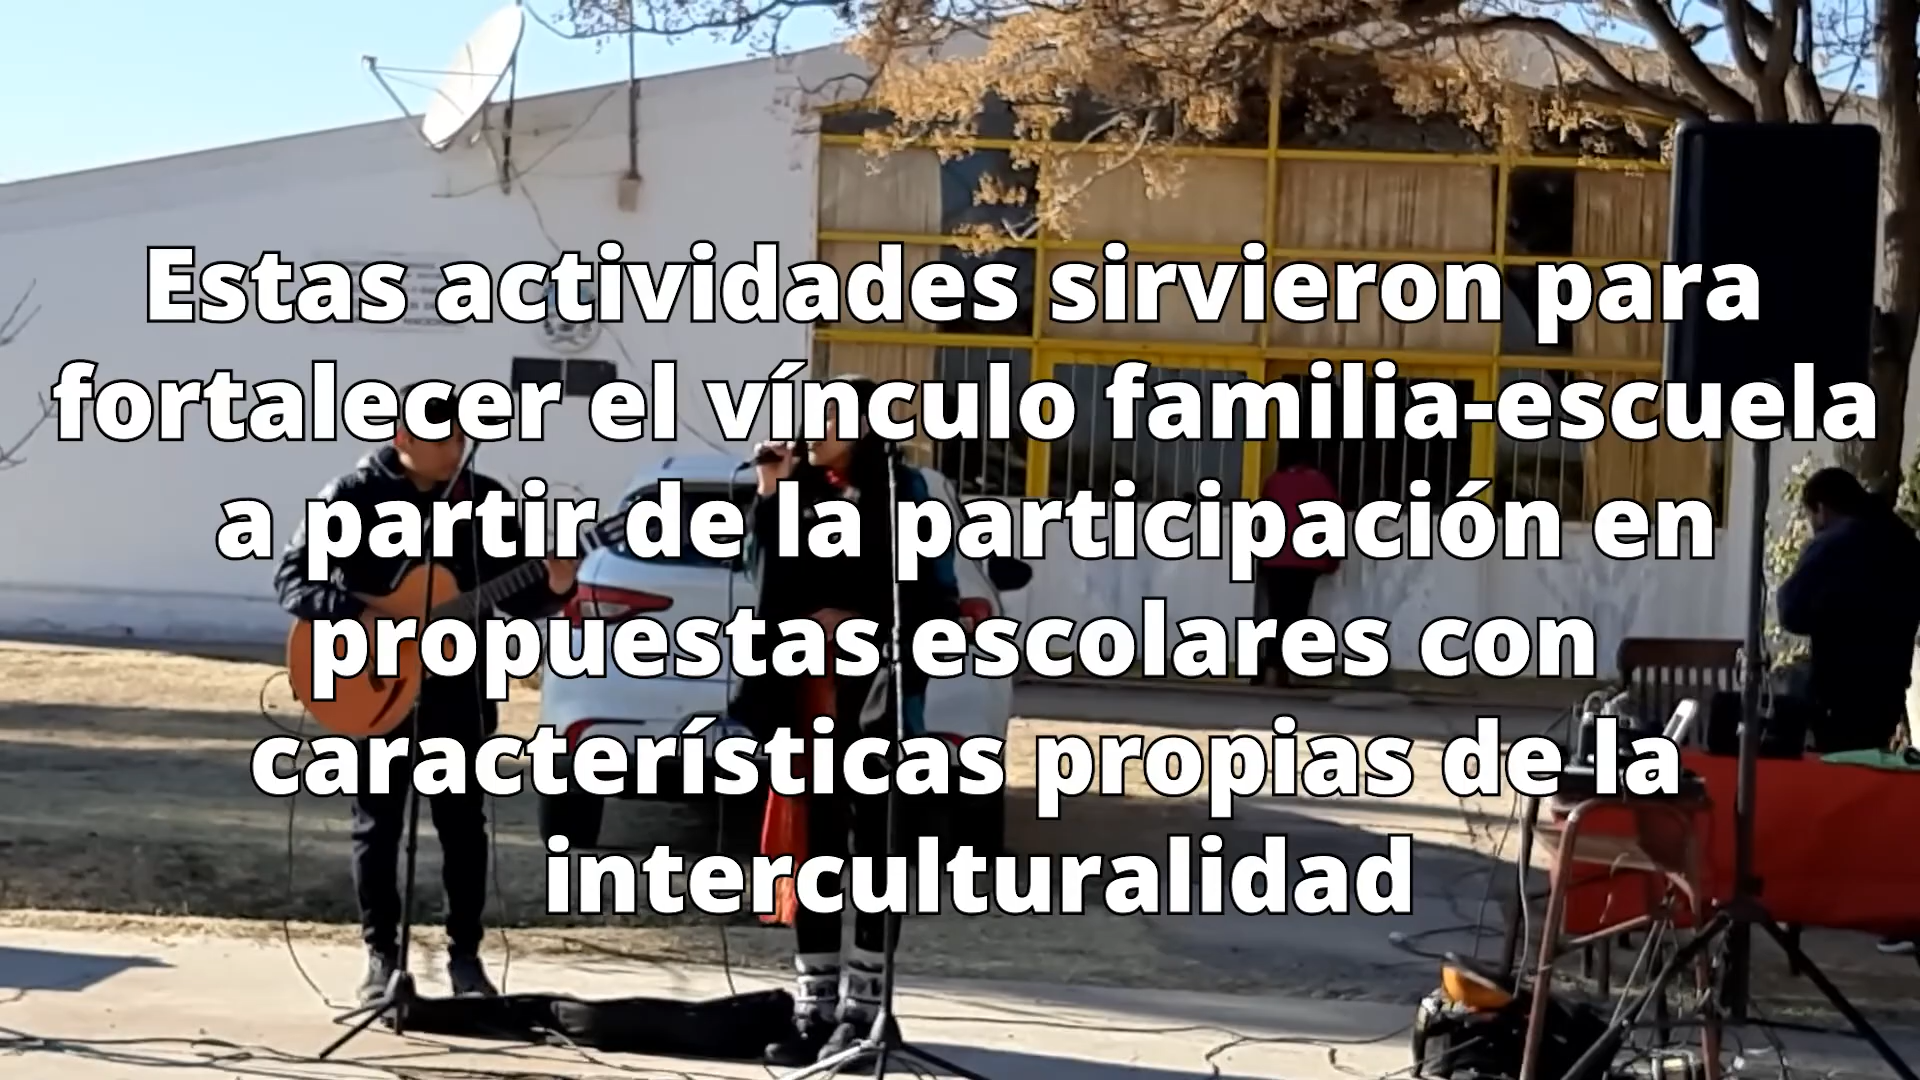 Estas actividades sirvieron para
fortalecer el vínculo familia-escuela
a partir de la participación en
propuestas escolares con
características propias de la
interculturalidad